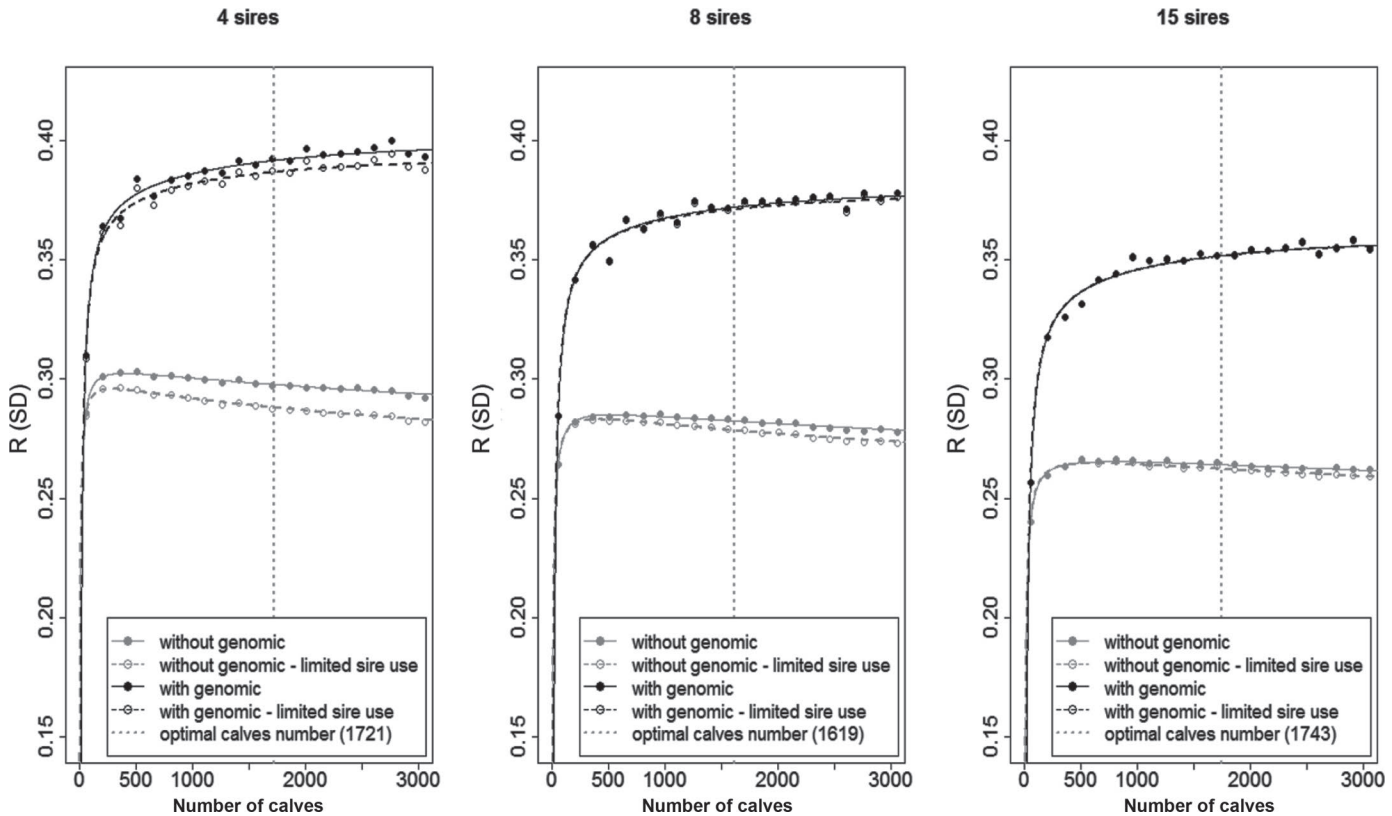 4 sires
8 sires
15 sires
R (SD)
0.40
0.35
0.30
0.25
0.20
0.15
without genomic
without genomic - limited sire use
with genomic
with genomic - limited sire use
optimal calves number (1721)
0 500 1000 2000 3000
Number of calves
R (SD)
0.40
0.35
0.30
0.25
0.20
0.15
without genomic
without genomic - limited sire use
with genomic
with genomic - limited sire use
optimal calves number (1619)
0 500 1000 2000 3000
Number of calves
R (SD)
0.40
0.35
0.30
0.25
0.20
0.15
without genomic
without genomic - limited sire use
with genomic
with genomic - limited sire use
optimal calves number (1743)
0 500 1000 2000 3000
Number of calves